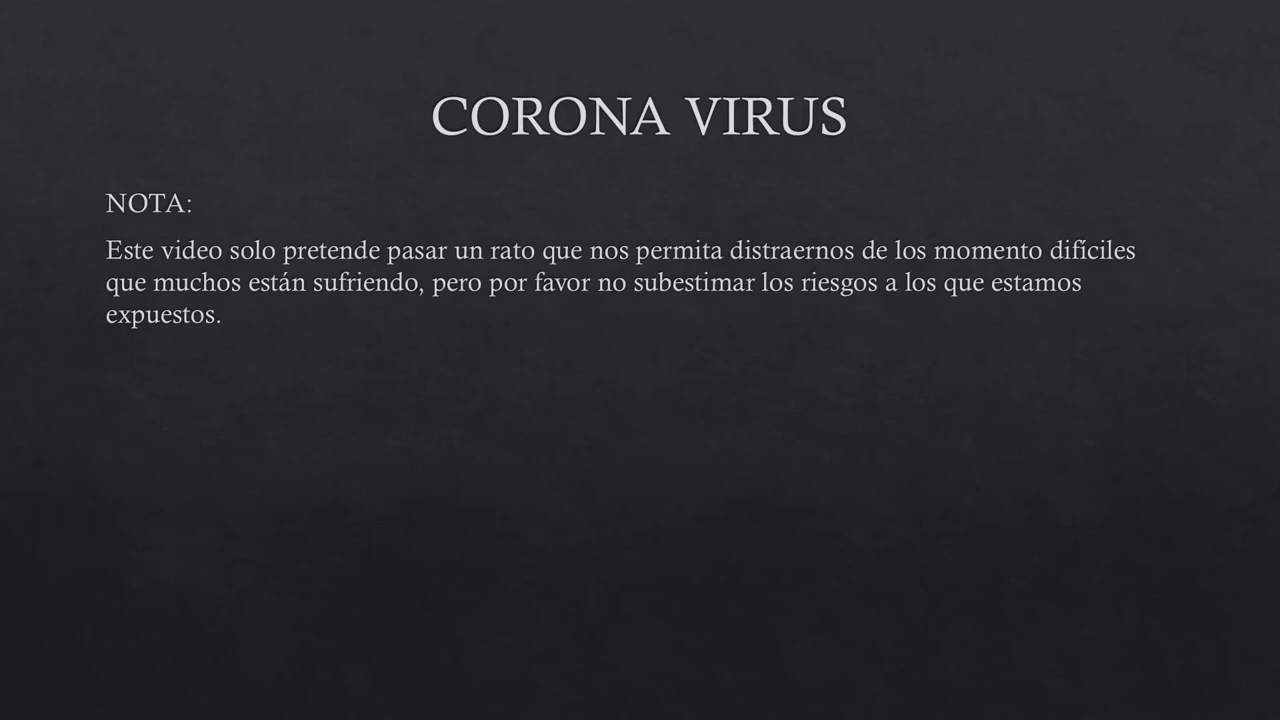 CORONA VIRUS
NOTA:
Este video solo pretende pasar un rato que nos permita distraernos de los momento difíciles
que muchos están sufriendo, pero por favor no subestimar los riesgos a los que estamos
expuestos.